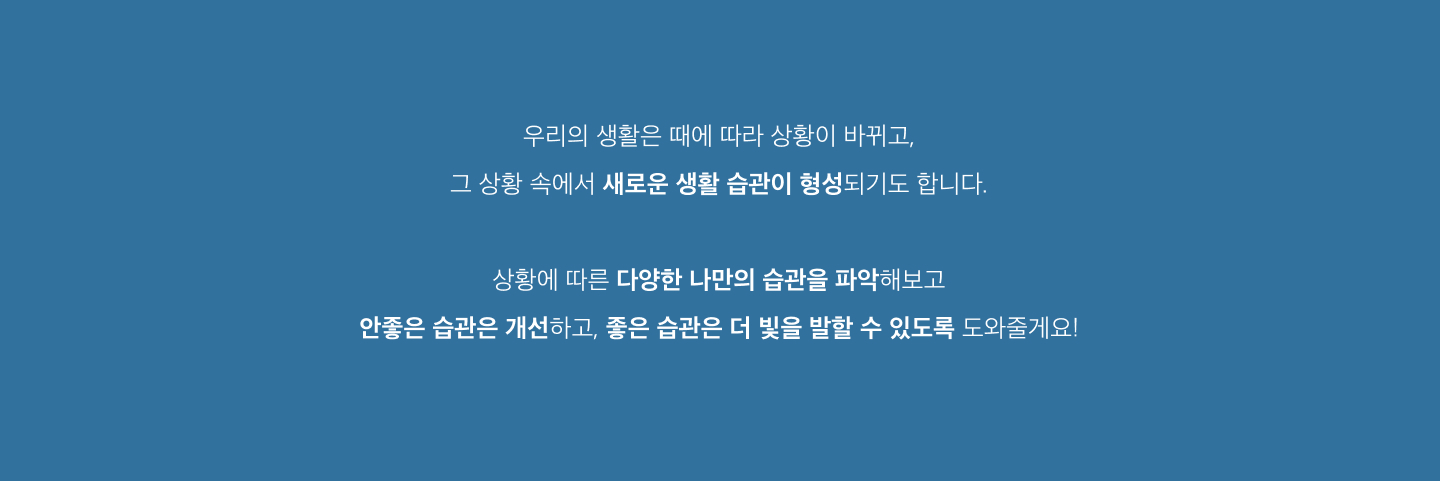 우리의 생활은 때에 따라 상황이 바뀌고,
그 상황 속에서 새로운 생활 습관이 형성되기도 합니다.
상황에 따른 다양한 나만의 습관을 파악해보고
안좋은 습관은 개선하고, 좋은 습관은 더 빛을 발할 수 있도록 도와줄게요!